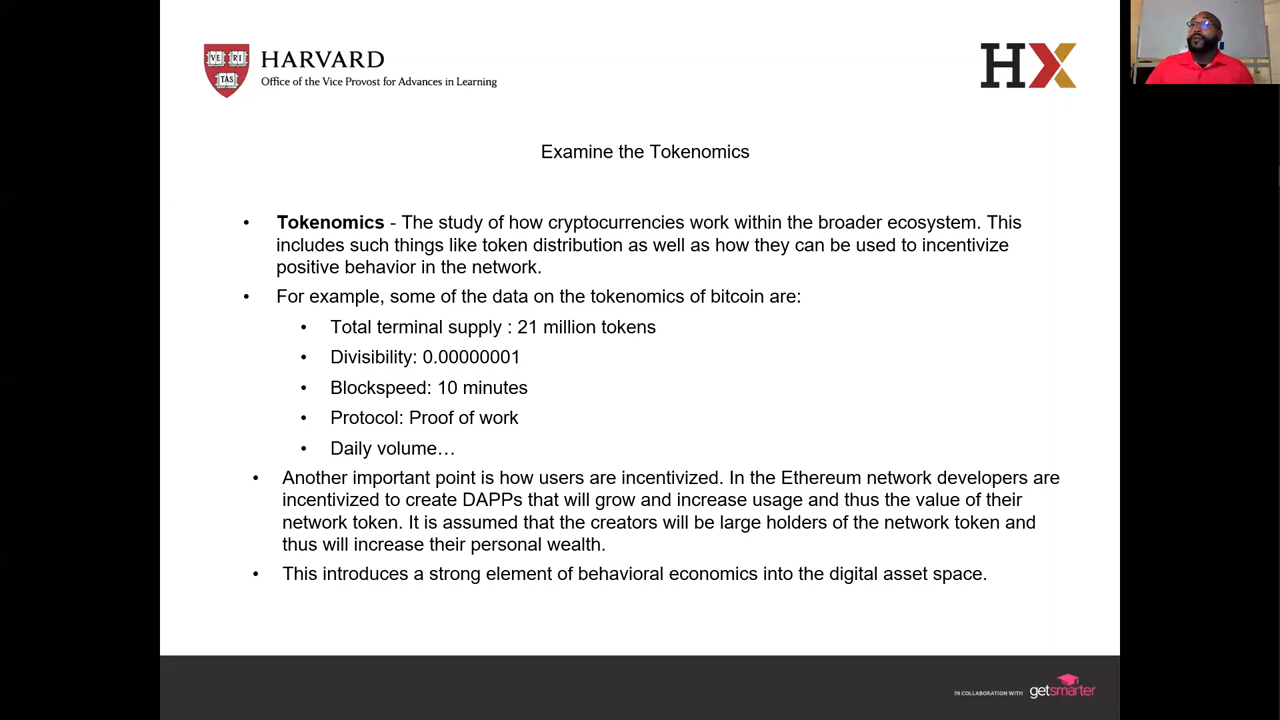 HARVARD
Office of the Vice Provost for Advances in Learning
VE RI
TAS
HX
Examine the Tokenomics
• Tokenomics - The study of how cryptocurrencies work within the broader ecosystem. This
includes such things like token distribution as well as how they can be used to incentivize
positive behavior in the network.
• For example, some of the data on the tokenomics of bitcoin are:
• Total terminal supply : 21 million tokens
• Divisibility: 0.00000001
• Blockspeed: 10 minutes
• Protocol: Proof of work
• Daily volume…
• Another important point is how users are incentivized. In the Ethereum network developers are
incentivized to create DAPPs that will grow and increase usage and thus the value of their
network token. It is assumed that the creators will be large holders of the network token and
thus will increase their personal wealth.
• This introduces a strong element of behavioral economics into the digital asset space.
IN COLLABORATION WITH getsmarter